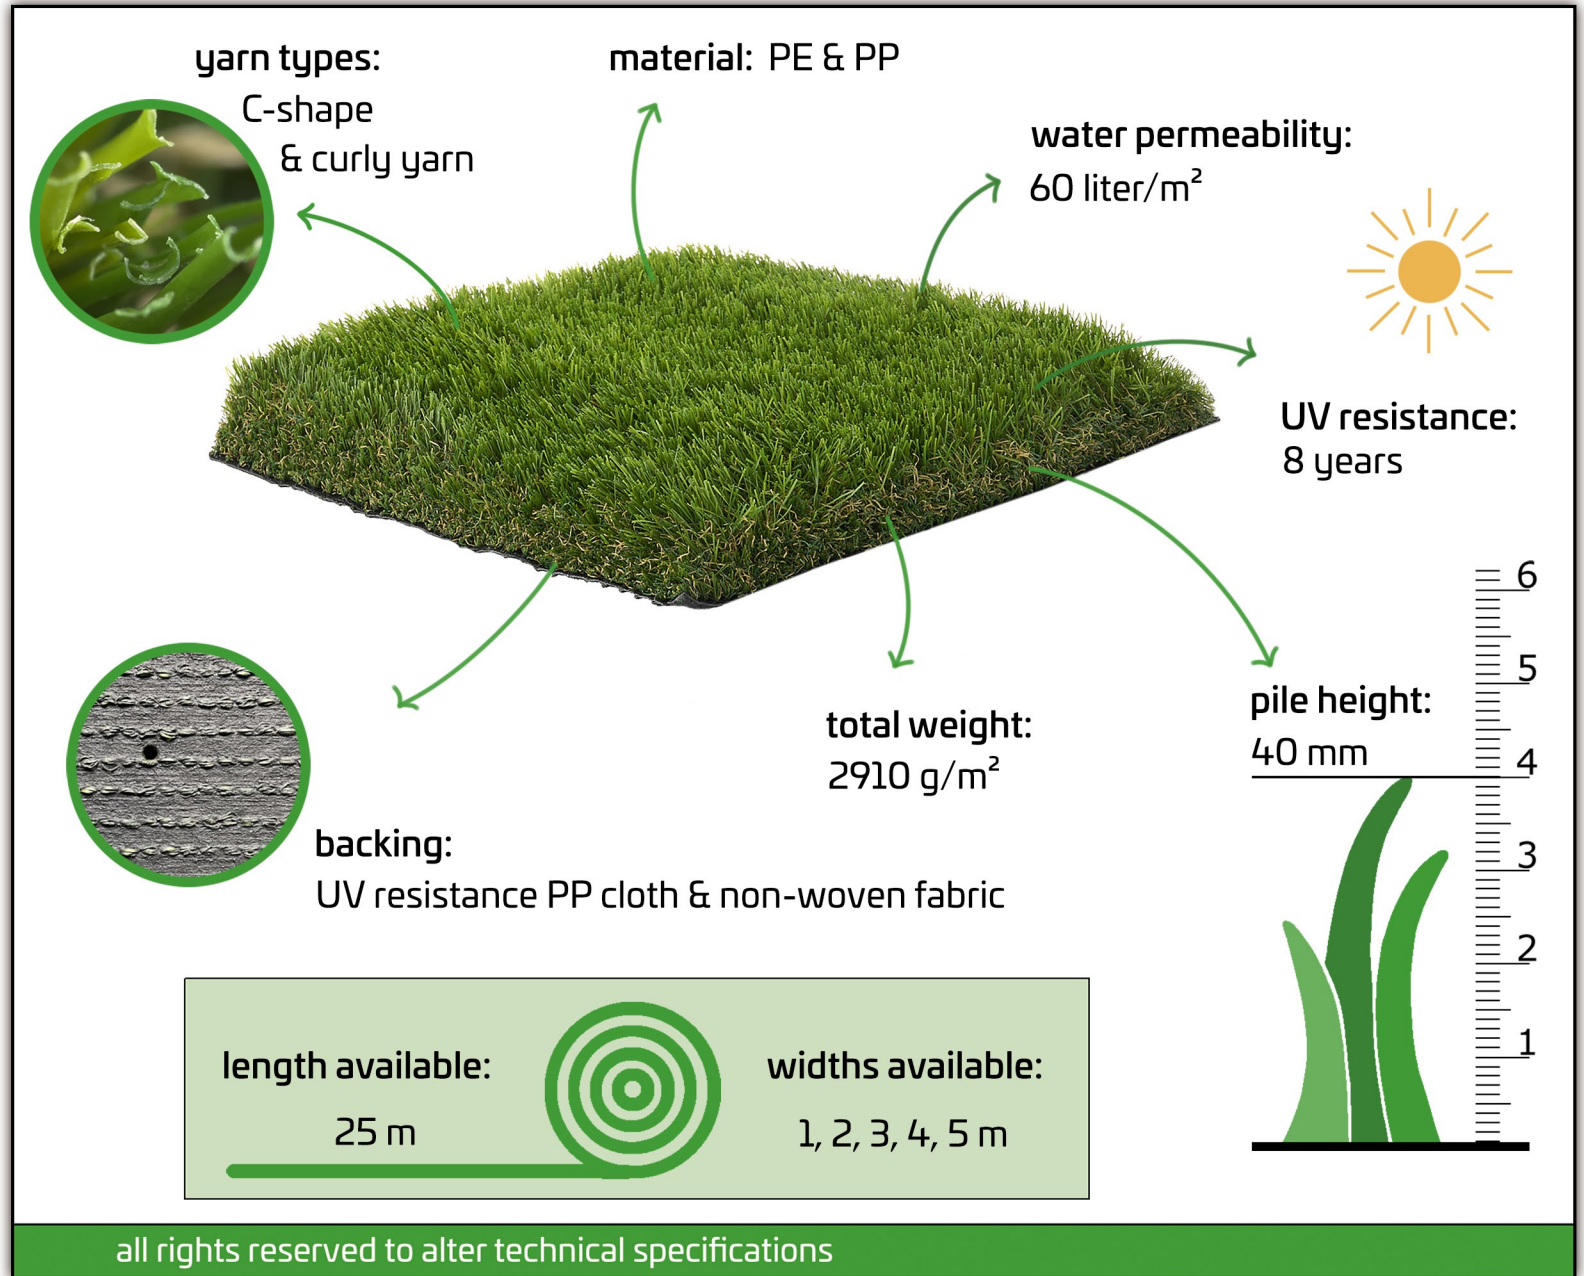 yarn types:
C-shape
& curly yarn
material: PE & PP
water permeability:
60 liter/m²
UV resistance:
8 years
pile height:
40 mm
6
5
4
3
2
1
total weight:
2910 g/m²
backing:
UV resistance PP cloth & non-woven fabric
length available:
25 m
widths available:
1, 2, 3, 4, 5 m
all rights reserved to alter technical specifications